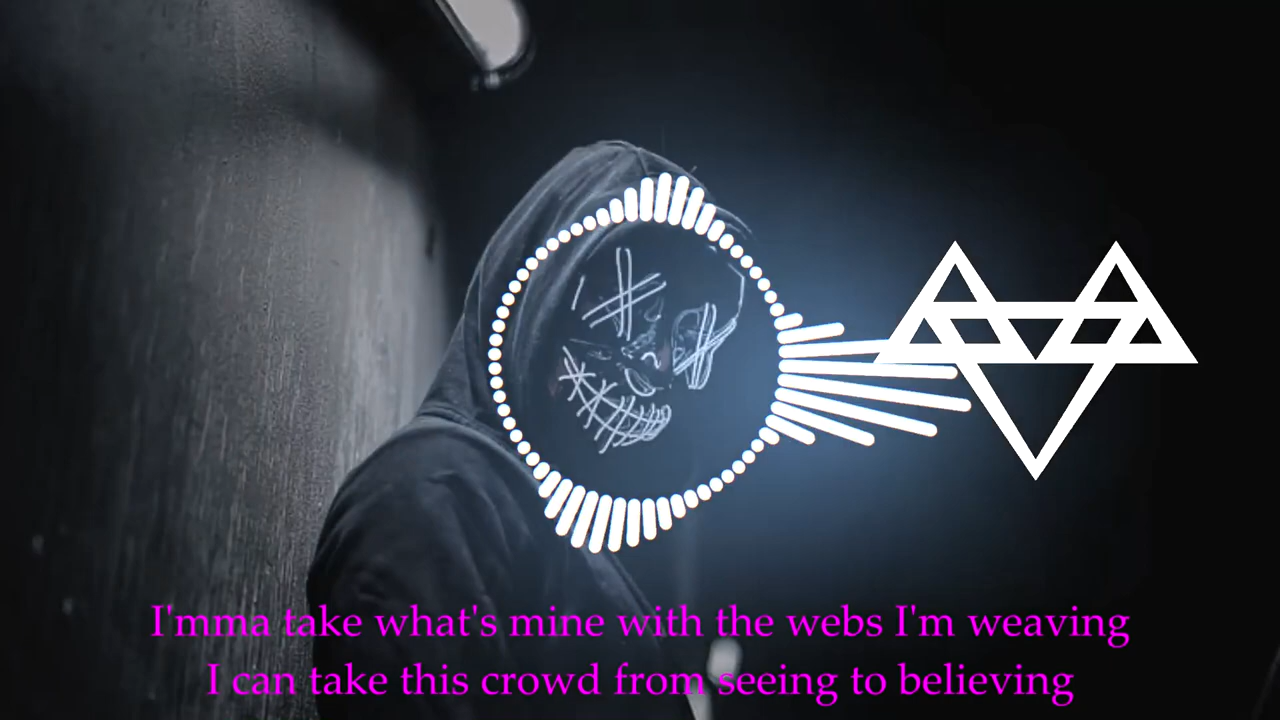 I'mma take what's mine with the webs I'm weaving
I can take this crowd from seeing to believing